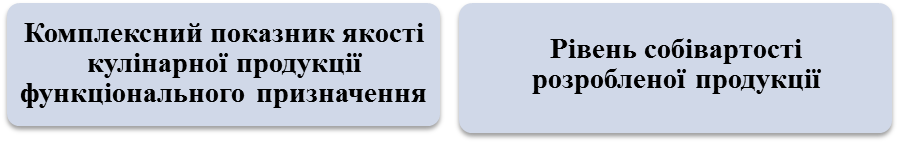 Комплексний показник якості
кулінарної продукції
функціонального призначення
Рівень собівартості
розробленої продукції